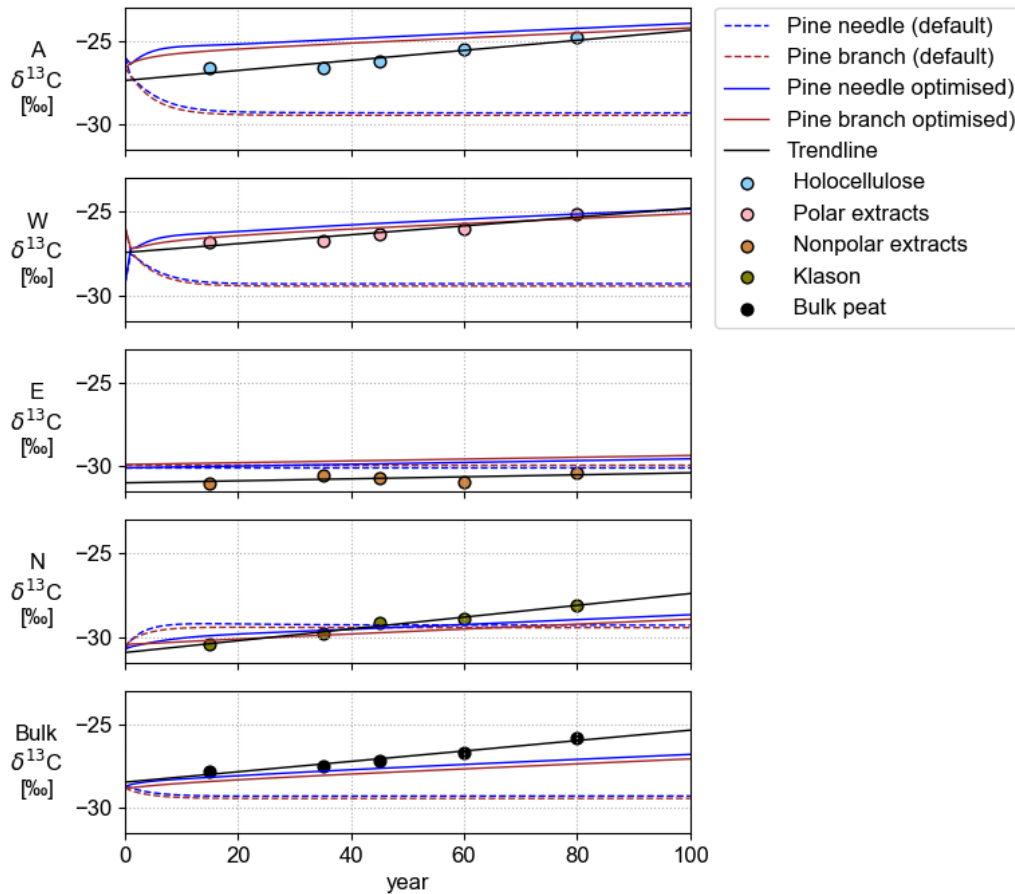 A
δ¹³C
[‰]
−25
−30
W
δ¹³C
[‰]
−25
−30
E
δ¹³C
[‰]
−25
−30
N
δ¹³C
[‰]
−25
−30
Bulk
δ¹³C
[‰]
−25
−30
0 20 40 60 80 100
year
Pine needle (default)
Pine branch (default)
Pine needle optimised)
Pine branch optimised)
Trendline
Holocellulose
Polar extracts
Nonpolar extracts
Klason
Bulk peat